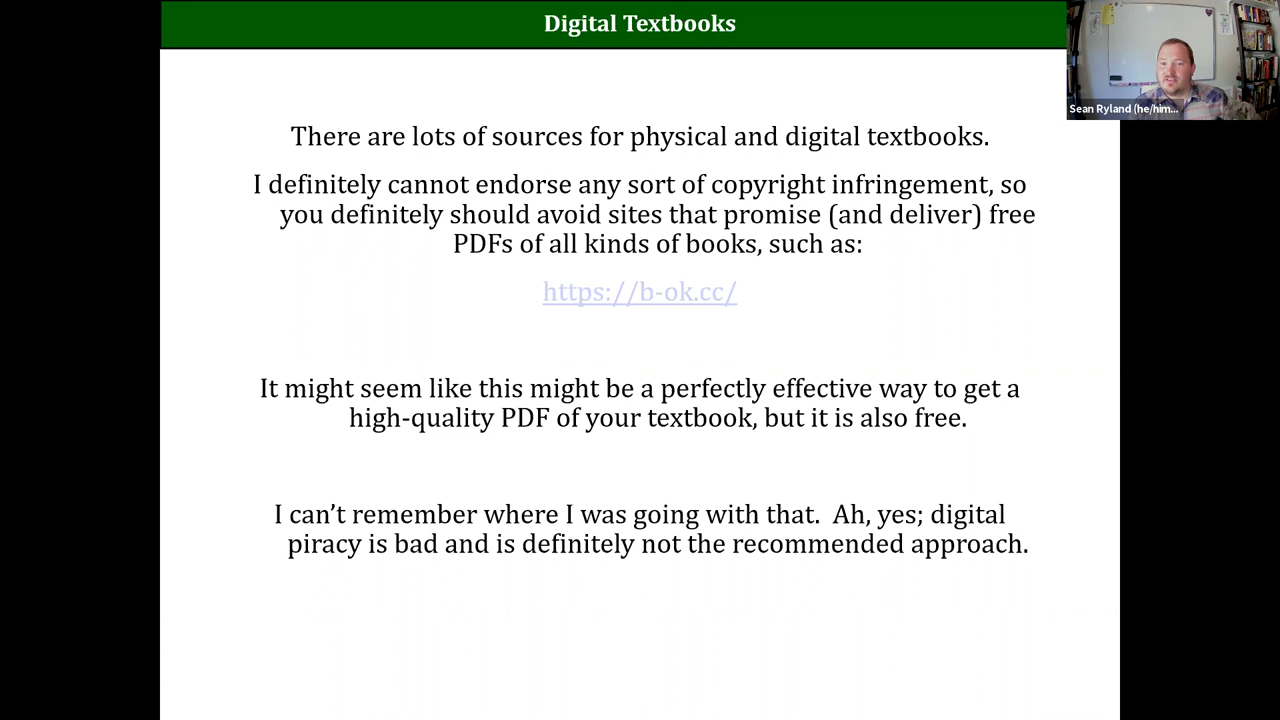 Digital Textbooks
Sean Ryland (he/him...
There are lots of sources for physical and digital textbooks.
I definitely cannot endorse any sort of copyright infringement, so
you definitely should avoid sites that promise (and deliver) free
PDFs of all kinds of books, such as:
https://b-ok.cc/
It might seem like this might be a perfectly effective way to get a
high-quality PDF of your textbook, but it is also free.
I can’t remember where I was going with that.  Ah, yes; digital
piracy is bad and is definitely not the recommended approach.